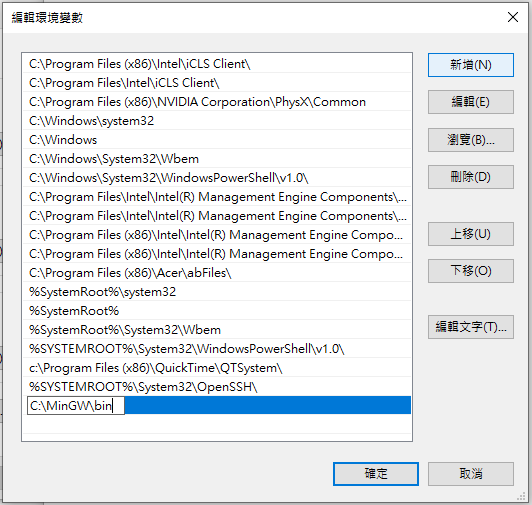 編輯環境變數
C:\Program Files (x86)\Intel\iCLS Client\
C:\Program Files\Intel\iCLS Client\
C:\Program Files (x86)\NVIDIA Corporation\PhysX\Common
C:\Windows\system32
C:\Windows
C:\Windows\System32\Wbem
C:\Windows\System32\WindowsPowerShell\v1.0\
C:\Program Files\Intel\Intel(R) Management Engine Components\...
C:\Program Files\Intel\Intel(R) Management Engine Components\...
C:\Program Files (x86)\Intel\Intel(R) Management Engine Compo...
C:\Program Files (x86)\Intel\Intel(R) Management Engine Compo...
C:\Program Files (x86)\Acer\abFiles\
%SystemRoot%\system32
%SystemRoot%
%SystemRoot%\System32\Wbem
%SYSTEMROOT%\System32\WindowsPowerShell\v1.0\
c:\Program Files (x86)\QuickTime\QTSystem\
%SYSTEMROOT%\System32\OpenSSH\
C:\MinGW\bin
新增(N)
編輯(E)
瀏覽(B)...
刪除(D)
上移(U)
下移(O)
編輯文字(T)...
確定
取消